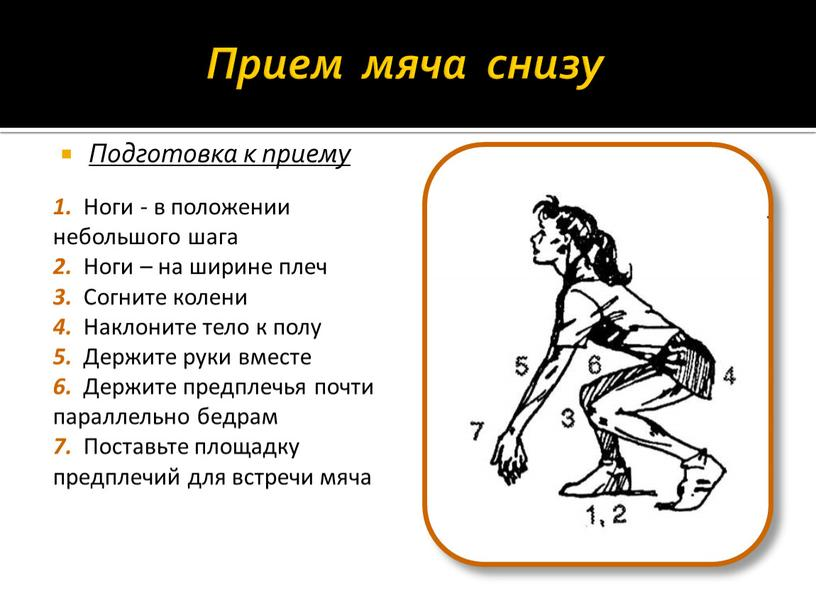 Прием мяча снизу
Подготовка к приему
1. Ноги - в положении
небольшого шага
2. Ноги – на ширине плеч
3. Согните колени
4. Наклоните тело к полу
5. Держите руки вместе
6. Держите предплечья почти
параллельно бедрам
7. Поставьте площадку
предплечий для встречи мяча
5
6
4
3
7
1, 2